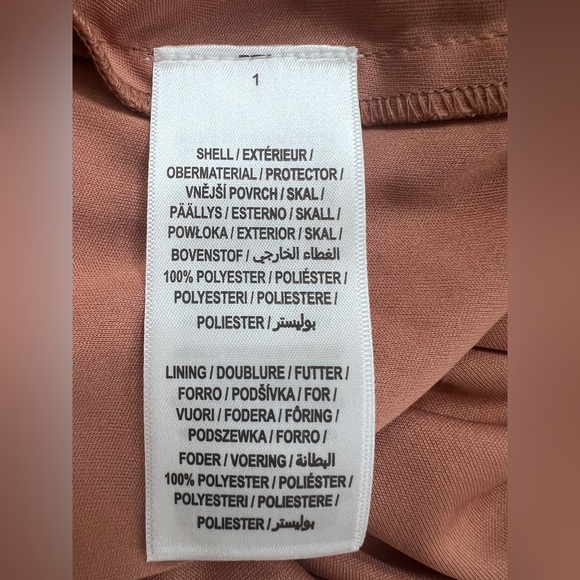 1
SHELL / EXTÉRIEUR /
OBERMATERIAL / PROTECTOR /
VNĚJŠÍ POVRCH / SKAL /
PÄÄLLYS / ESTERNO / SKALL /
POWŁOKA / EXTERIOR / SKAL /
BOVENSTOF / الغطاء الخارجي /
100% POLYESTER / POLIÉSTER /
POLYESTERI / POLIESTERE /
POLIESTER / بوليستر
LINING / DOUBLURE / FUTTER /
FORRO / PODŠÍVKA / FOR /
VUORI / FODERA / FÔRING /
PODSZEWKA / FORRO /
FODER / VOERING / البطانة /
100% POLYESTER / POLIÉSTER /
POLYESTERI / POLIESTERE /
POLIESTER / بوليستر